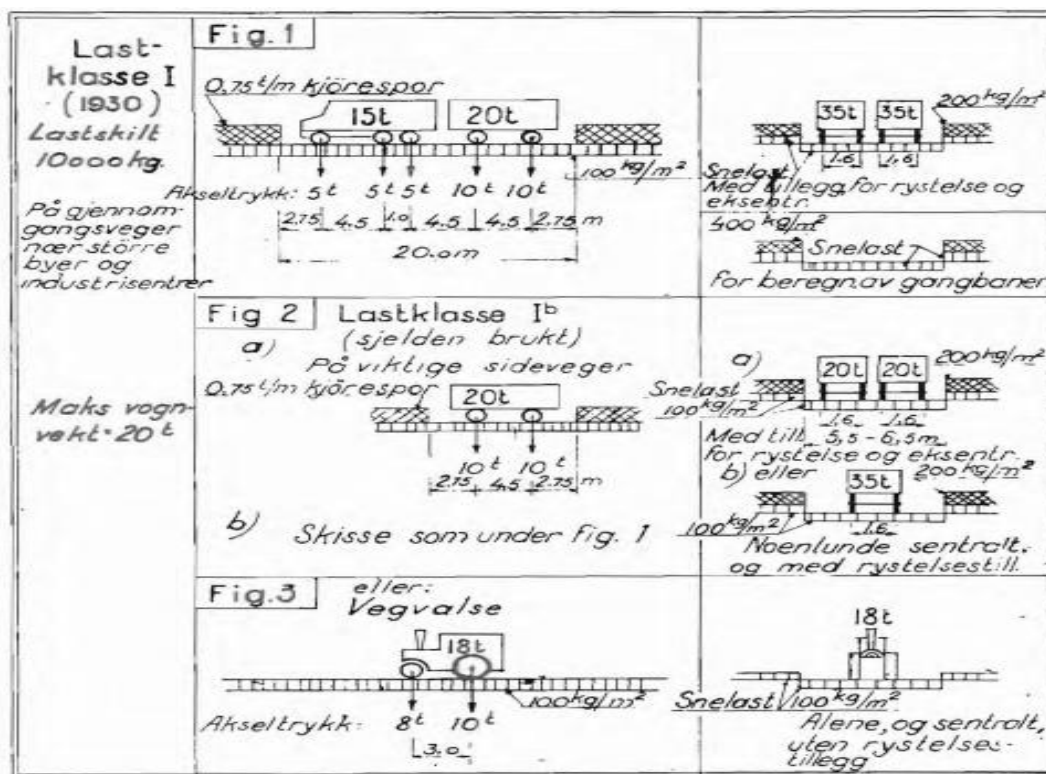 Last-
klasse I
(1930)
Lastskilt
10000 kg.
På gjennom-
gangsveger
nær större
byer og
industrisentrer
Fig. 1
0,75 t/m kjörespor
15t
20t
100 kg/m²
Akseltrykk: 5t 5t 5t 10t 10t
2.75 4.5 1.0 4.5 4.5 2.75 m
20.0m
35t 35t
200 kg/m²
1.6 1.6
Snelast
Med tillegg for rystelse og
eksentr.
400 kg/m²
Snelast
for beregn. av gangbaner
Maks vogn-
vekt = 20t
Fig 2
Lastklasse Iᵇ
(sjelden brukt)
a)
På viktige sideveger
0.75 t/m kjörespor
20t
10t 10t
2.75 4.5 2.75 m
b) Skisse som under fig. 1
a)
20t 20t
200 kg/m²
Snelast
100 kg/m²
1.6 1.6
Med till. 5,5 - 6,5m
for rystelse og eksentr.
b) eller 200 kg/m²
35t
100 kg/m²
1.6
Noenlunde sentralt.
og med rystelsestill.
Fig. 3
eller:
Vegvalse
18t
100 kg/m²
Akseltrykk: 8t 10t
3.0
18t
Snelast 100 kg/m²
Alene, og sentralt,
uten rystelses-
tillegg